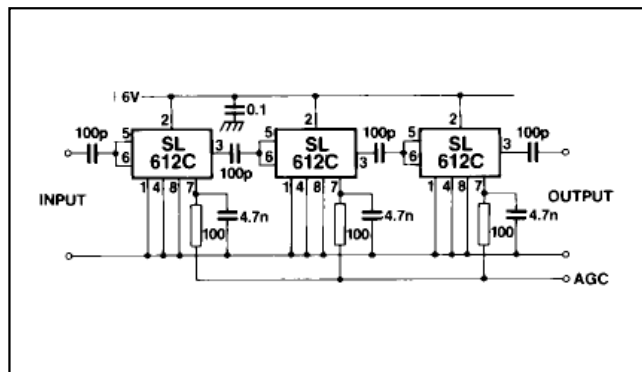 +6V
0.1
2
2
2
100p
5
6
SL
612C
3
100p
5
6
SL
612C
3
100p
5
6
SL
612C
3
100p
1 4 8 7
1 4 8 7
1 4 8 7
INPUT
OUTPUT
100
4.7n
100
4.7n
100
4.7n
AGC